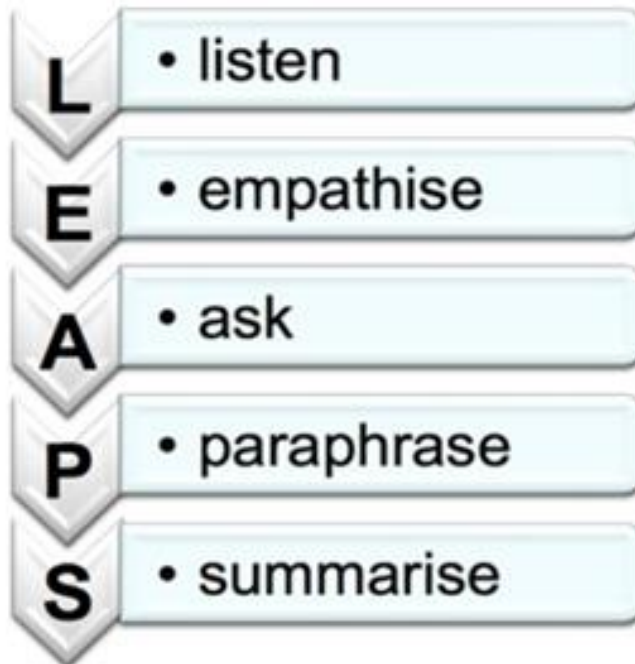 L • listen
E • empathise
A • ask
P • paraphrase
S • summarise